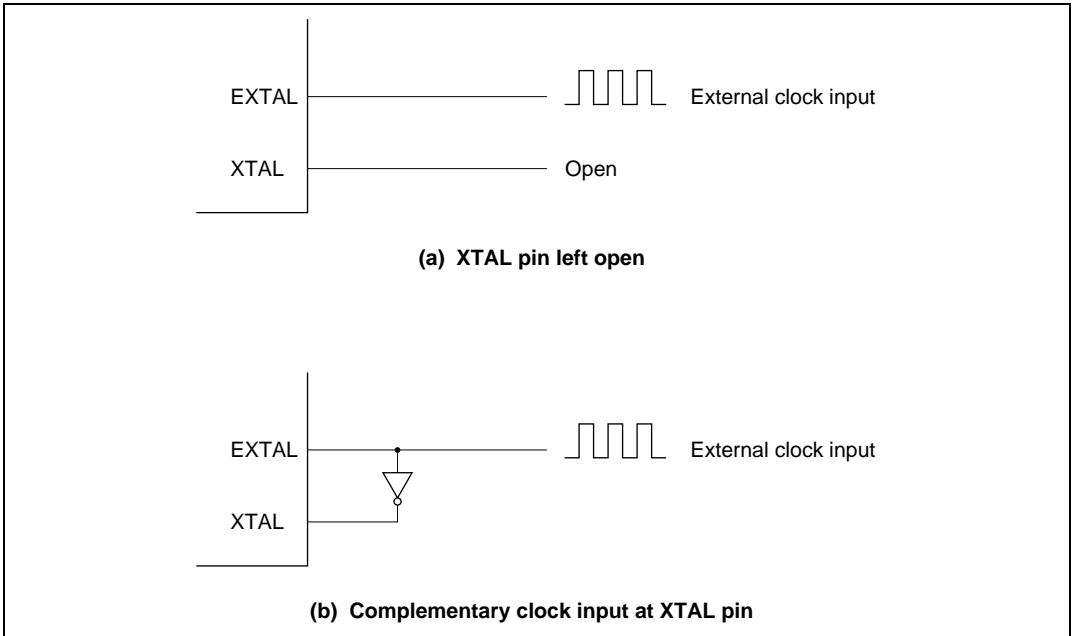 EXTAL
External clock input
XTAL
Open
(a) XTAL pin left open
EXTAL
External clock input
XTAL
(b) Complementary clock input at XTAL pin